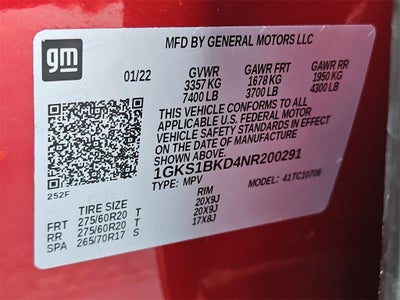 gm
MFD BY GENERAL MOTORS LLC
01/22 GVWR GAWR FRT GAWR RR
3357 KG 1678 KG 1950 KG
7400 LB 3700 LB 4300 LB
THIS VEHICLE CONFORMS TO ALL
APPLICABLE U.S. FEDERAL MOTOR
VEHICLE SAFETY STANDARDS IN EFFECT
ON THE DATE OF MANUFACTURE
1GKS1BKD4NR200291
252F TYPE: MPV MODEL: 41TC10706
TIRE SIZE RIM
FRT 275/60R20 T 20X9J
RR 275/60R20 T 20X9J
SPA 265/70R17 S 17X8J